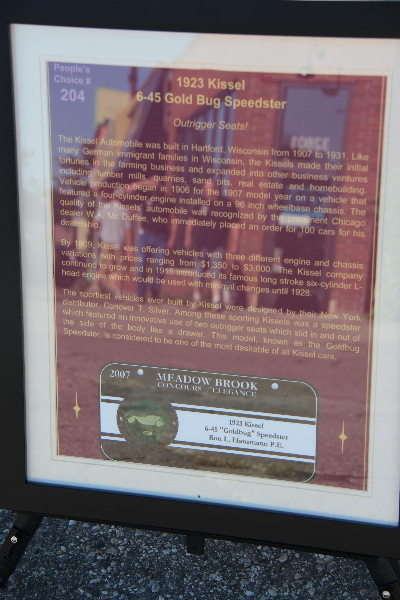 People's
Choice #
204
1923 Kissel
6-45 Gold Bug Speedster
Outrigger Seats!
The Kissel Automobile was built in Hartford, Wisconsin from 1907 to 1931. Like
many German immigrant families in Wisconsin, the Kissels made their initial
fortunes in the farming business and expanded into other business ventures
including lumber mills, quarries, sand pits, real estate and homebuilding.
Vehicle production began in 1906 for the 1907 model year on a vehicle that
featured a four-cylinder engine installed on a 96 inch wheelbase chassis. The
quality of the Kissels' automobile was recognized by the prominent Chicago
dealer W.A. Mc Duffee, who immediately placed an order for 100 cars for his
dealership.
By 1909, Kissel was offering vehicles with three different engine and chassis
variations with prices ranging from $1,350 to $3,000. The Kissel company
continued to grow and in 1915 introduced its famous long stroke six-cylinder L-
head engine which would be used with minimal changes until 1928.
The sportiest vehicles ever built by Kissel were designed by their New York
distributor, Conover T. Silver. Among these sporting Kissels was a speedster
which featured an innovative use of two outrigger seats which slid in and out of
the side of the body like a drawer. This model, known as the Goldbug
Speedster, is considered to be one of the most desirable of all Kissel cars.
2007
MEADOW BROOK
CONCOURS D'ELEGANCE
1923 Kissel
6-45 "Goldbug" Speedster
Ron L. Hausmann P.E.